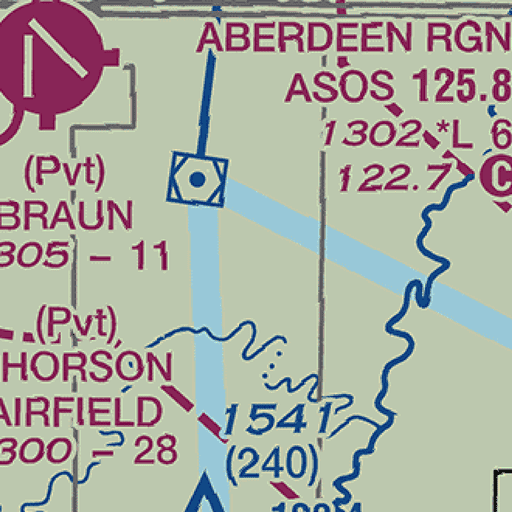 ABERDEEN RGN
ASOS 125.8
1302 *L 6
122.7
C
(Pvt)
BRAUN
305 - 11
(Pvt)
HORSON
AIRFIELD
300 - 28
1541
(240)